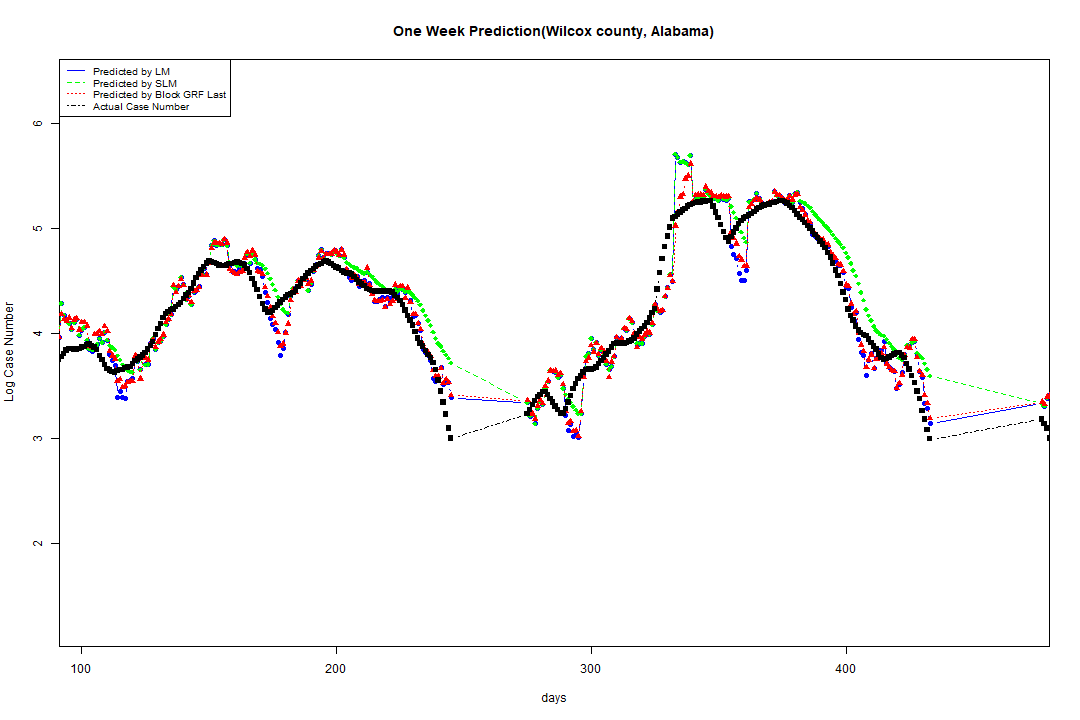 One Week Prediction(Wilcox county, Alabama)
Predicted by LM
Predicted by SLM
Predicted by Block GRF Last
Actual Case Number
Log Case Number
6
5
4
3
2
100 200 300 400
days